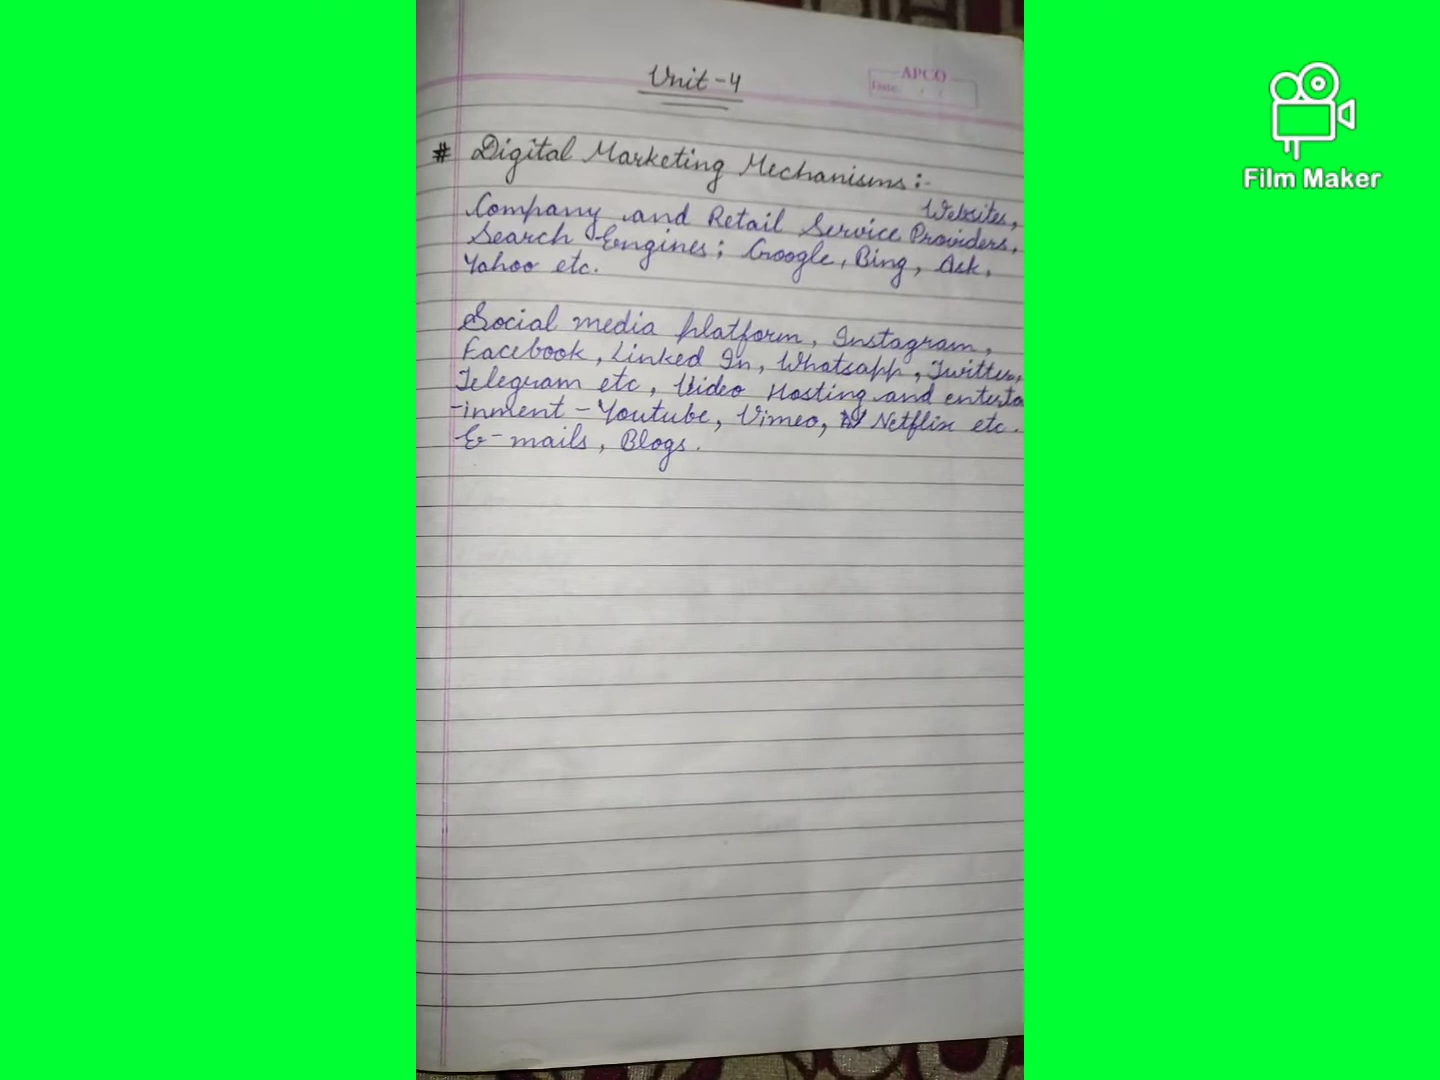 Unit-4
APCO
Date
# Digital Marketing Mechanisms:-
Websites,
Company and Retail Service Providers,
Search Engines; Google, Bing, Ask,
Yahoo etc.
Social media platform, Instagram,
Facebook, Linked In, Whatsapp, Twitter,
Telegram etc, Video Hosting and enterta
-inment - Youtube, Vimeo, Netflix etc.
E-mails, Blogs.
Film Maker